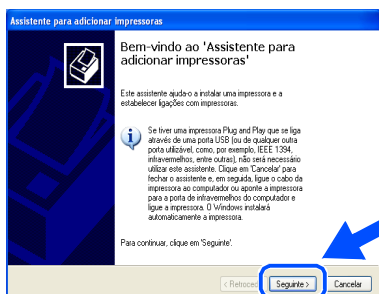 Assistente para adicionar impressoras
Bem-vindo ao 'Assistente para
adicionar impressoras'
Este assistente ajuda-o a instalar uma impressora e a
estabelecer ligações com impressoras.
Se tiver uma impressora Plug and Play que se liga
através de uma porta USB (ou de qualquer outra
porta utilizável, como, por exemplo, IEEE 1394,
infravermelhos, entre outras), não será necessário
utilizar este assistente. Clique em 'Cancelar' para
fechar o assistente e, em seguida, ligue o cabo da
impressora ao computador ou aponte a impressora
para a porta de infravermelhos do computador e
ligue a impressora. O Windows instalará
automaticamente a impressora.
Para continuar, clique em 'Seguinte'.
< Retroced Seguinte > Cancelar